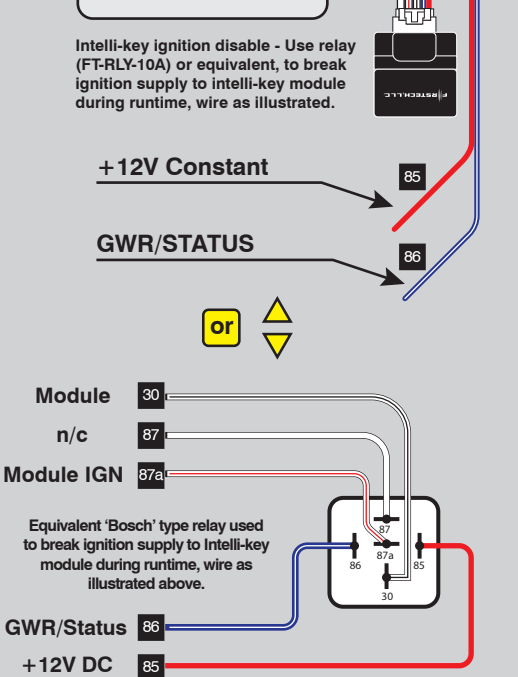 Intelli-key ignition disable - Use relay
(FT-RLY-10A) or equivalent, to break
ignition supply to intelli-key module
during runtime, wire as illustrated.
FIRSTECH.LLC
+12V Constant
85
GWR/STATUS
86
or
Module 30
n/c 87
Module IGN 87a
Equivalent ‘Bosch’ type relay used
to break ignition supply to Intelli-key
module during runtime, wire as
illustrated above.
87
87a
86
85
30
GWR/Status 86
+12V DC 85